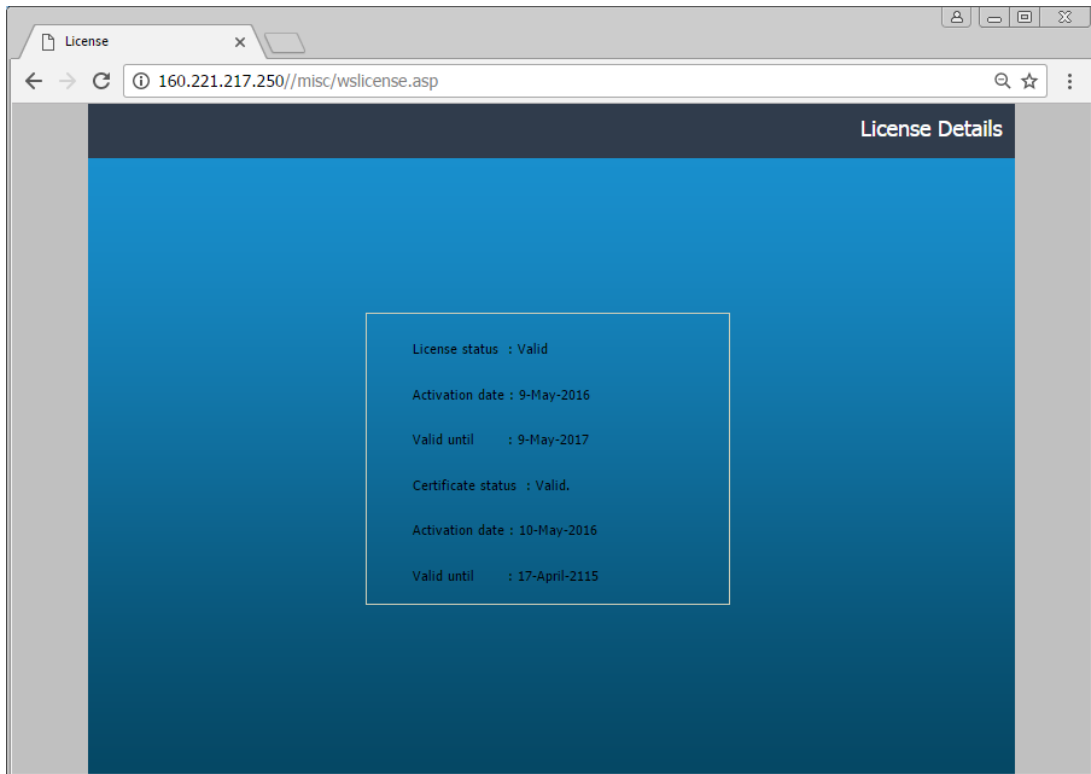 License
160.221.217.250//misc/wslicense.asp
License Details
License status : Valid
Activation date : 9-May-2016
Valid until : 9-May-2017
Certificate status : Valid.
Activation date : 10-May-2016
Valid until : 17-April-2115